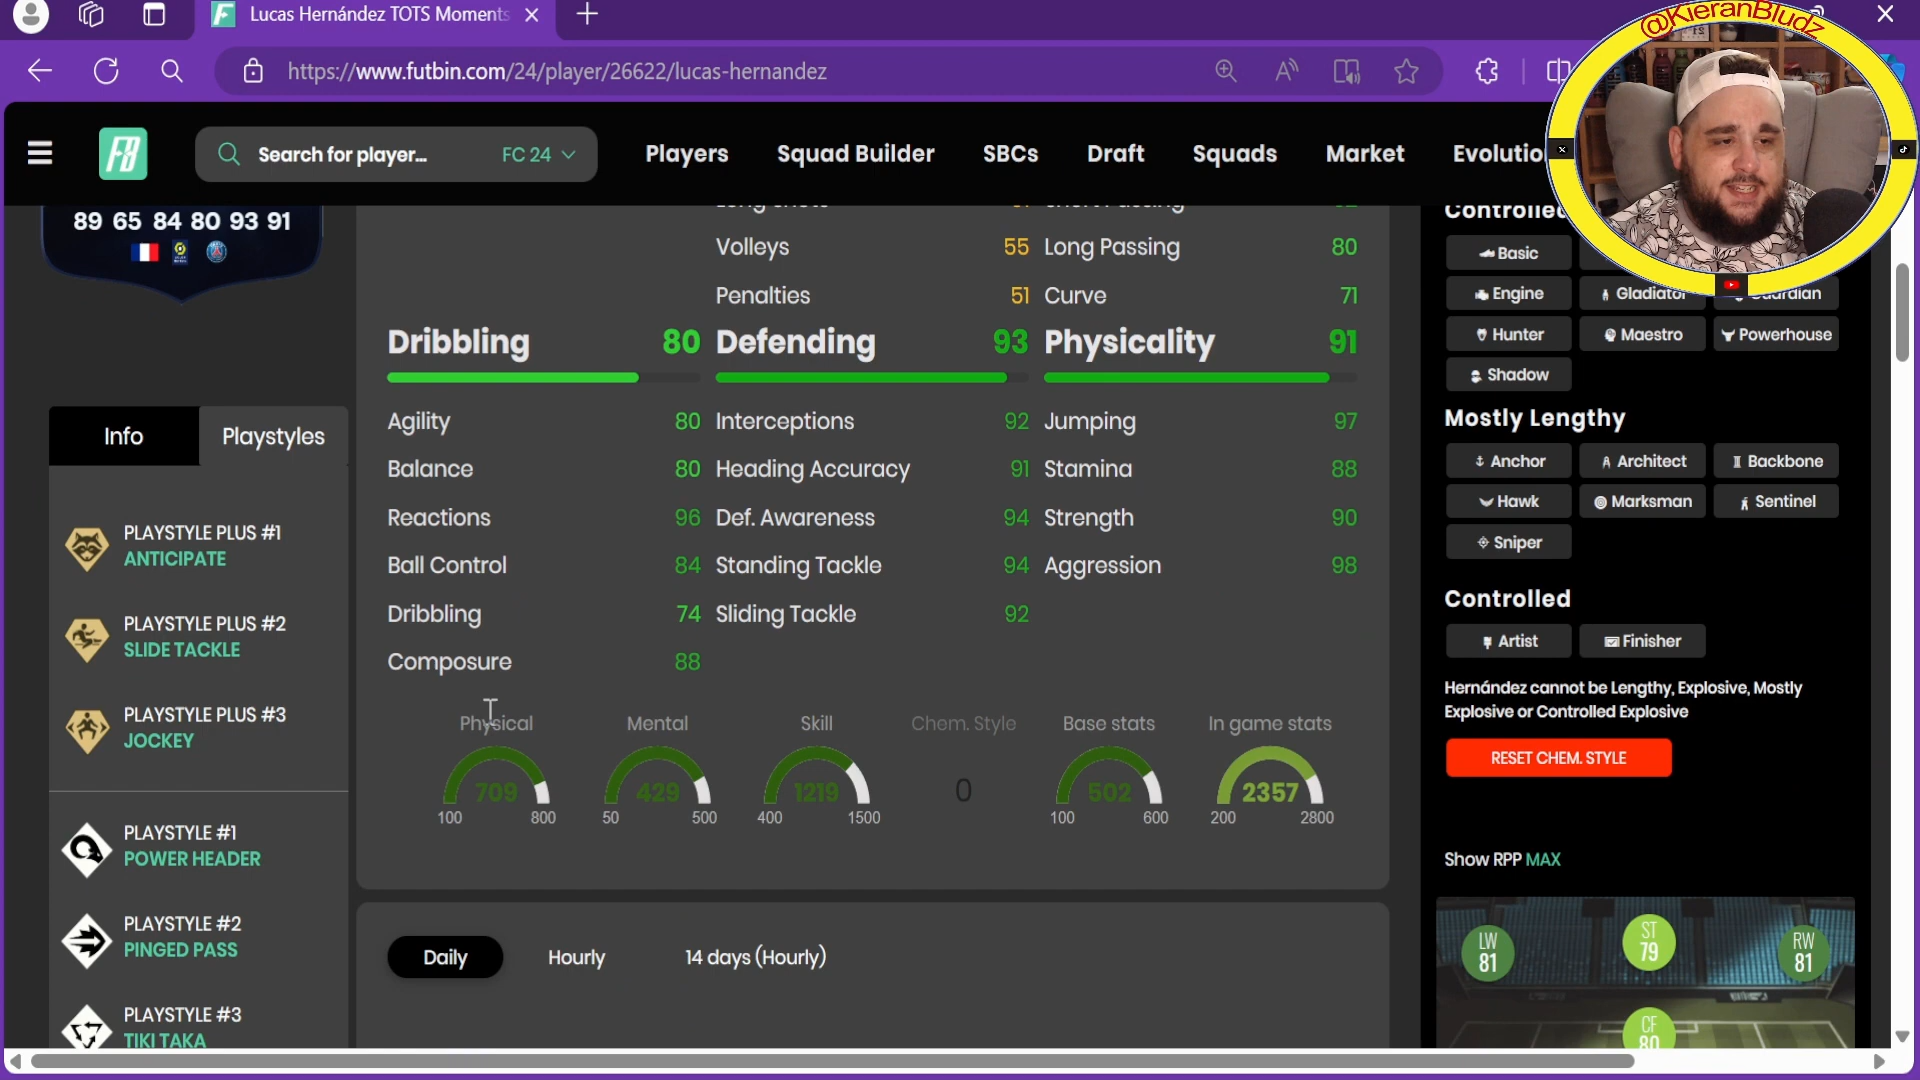 Lucas Hernández TOTS Moments
@KieranBludz
https://www.futbin.com/24/player/26622/lucas-hernandez
Search for player... FC 24
Players Squad Builder SBCs Draft Squads Market
89 65 84 80 93 91
Volleys 55 Long Passing 80
Penalties 51 Curve 71
Dribbling 80 Defending 93 Physicality 91
Agility 80 Interceptions 92 Jumping 97
Balance 80 Heading Accuracy 91 Stamina 88
Reactions 96 Def. Awareness 94 Strength 90
Ball Control 84 Standing Tackle 94 Aggression 98
Dribbling 74 Sliding Tackle 92
Composure 88
Physical Mental Skill Chem. Style Base stats In game stats
709 429 1219 0 502 2357
100 800 50 500 400 1500 100 600 200 2800
Daily Hourly 14 days (Hourly)
Info Playstyles
PLAYSTYLE PLUS #1
ANTICIPATE
PLAYSTYLE PLUS #2
SLIDE TACKLE
PLAYSTYLE PLUS #3
JOCKEY
PLAYSTYLE #1
POWER HEADER
PLAYSTYLE #2
PINGED PASS
PLAYSTYLE #3
TIKI TAKA
Controlled
Basic
Engine Gladiator Guardian
Hunter Maestro Powerhouse
Shadow
Mostly Lengthy
Anchor Architect Backbone
Hawk Marksman Sentinel
Sniper
Controlled
Artist Finisher
Hernández cannot be Lengthy, Explosive, Mostly
Explosive or Controlled Explosive
RESET CHEM. STYLE
Show RPP MAX
LW ST RW
81 79 81
CF
80